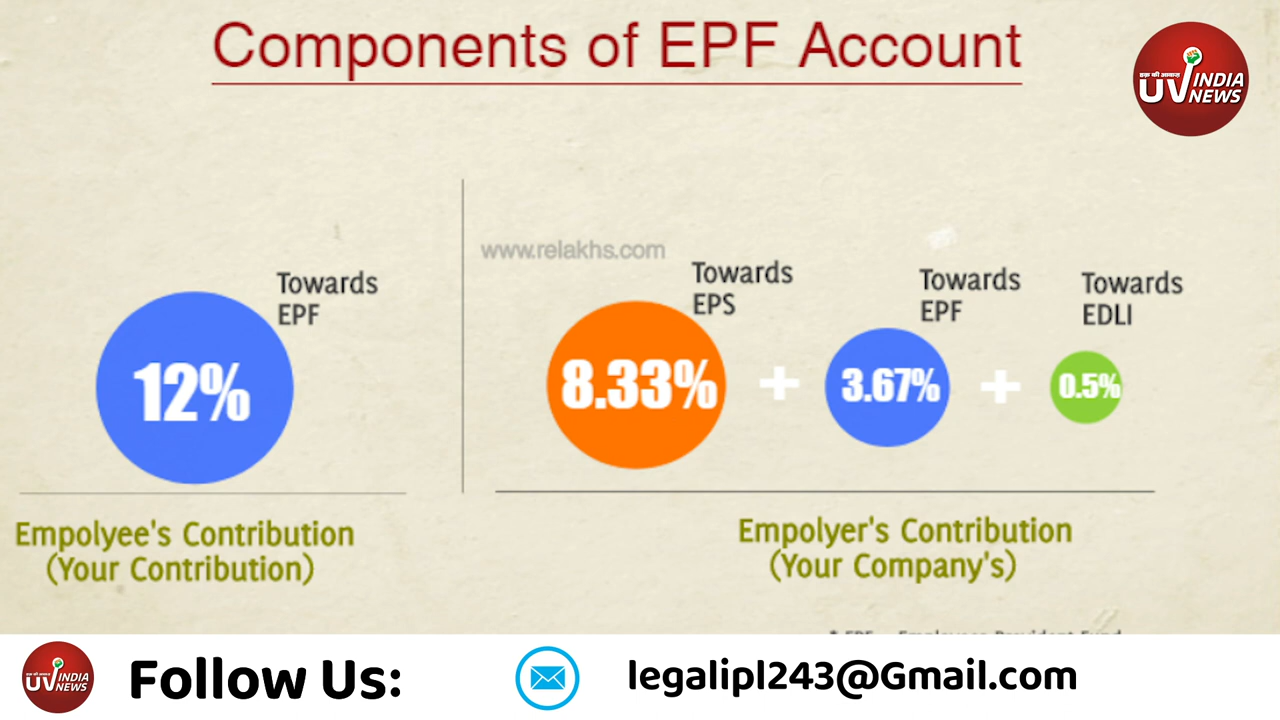 Components of EPF Account
हक़ की आवाज़
UV INDIA
NEWS
www.relakhs.com
Towards
EPF
12%
Towards
EPS
8.33%
+
Towards
EPF
3.67%
+
Towards
EDLI
0.5%
Empolyee's Contribution
(Your Contribution)
Empolyer's Contribution
(Your Company's)
UV INDIA
NEWS
Follow Us:
legalipl243@Gmail.com